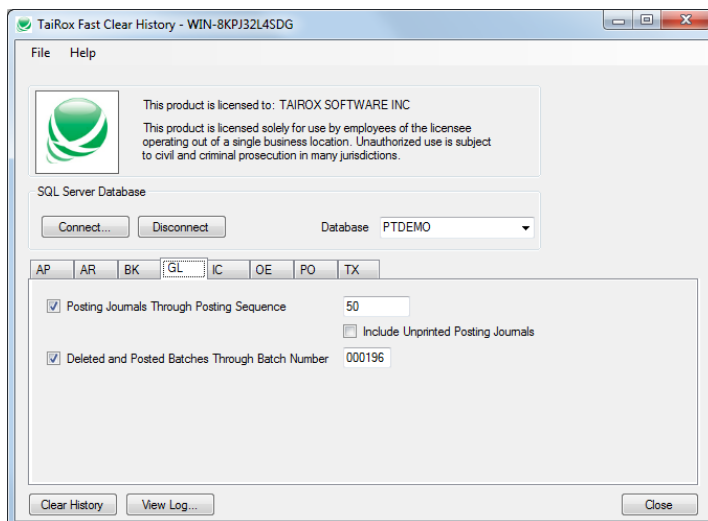 TaiRox Fast Clear History - WIN-8KPJ32L4SDG
File Help
This product is licensed to: TAIROX SOFTWARE INC
This product is licensed solely for use by employees of the licensee
operating out of a single business location. Unauthorized use is subject
to civil and criminal prosecution in many jurisdictions.
SQL Server Database
Connect... Disconnect Database PTDEMO
AP AR BK GL IC OE PO TX
Posting Journals Through Posting Sequence 50
Include Unprinted Posting Journals
Deleted and Posted Batches Through Batch Number 000196
Clear History View Log... Close